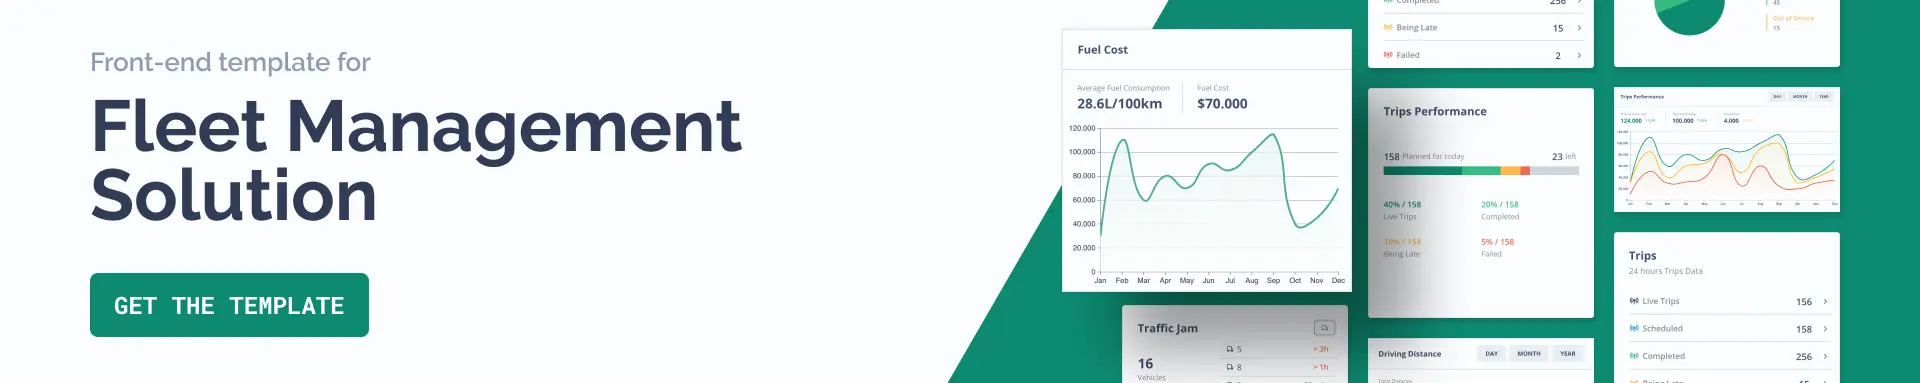 Front-end template for
Fleet Management
Solution
GET THE TEMPLATE
Fuel Cost
Average Fuel Consumption
28.6L/100km
Fuel Cost
$70.000
120,000
100,000
80,000
60,000
40,000
20,000
0
Jan Feb Mar Apr May Jun Jul Aug Sep Oct Nov Dec
Traffic Jam
16
Vehicles
5 > 3h
8 > 1h
Completed 256
Being Late 15
Failed 2
Trips Performance
158 Planned for today 23 left
40% / 158
Live Trips
20% / 158
Completed
10% / 158
Being Late
5% / 158
Failed
Driving Distance DAY MONTH YEAR
Total Distance
45
Out of Service
15
Trips Performance DAY MONTH YEAR
124.000 100.000 4.000
Trips
24 hours Trips Data
Live Trips 156
Scheduled 158
Completed 256
Being Late 15